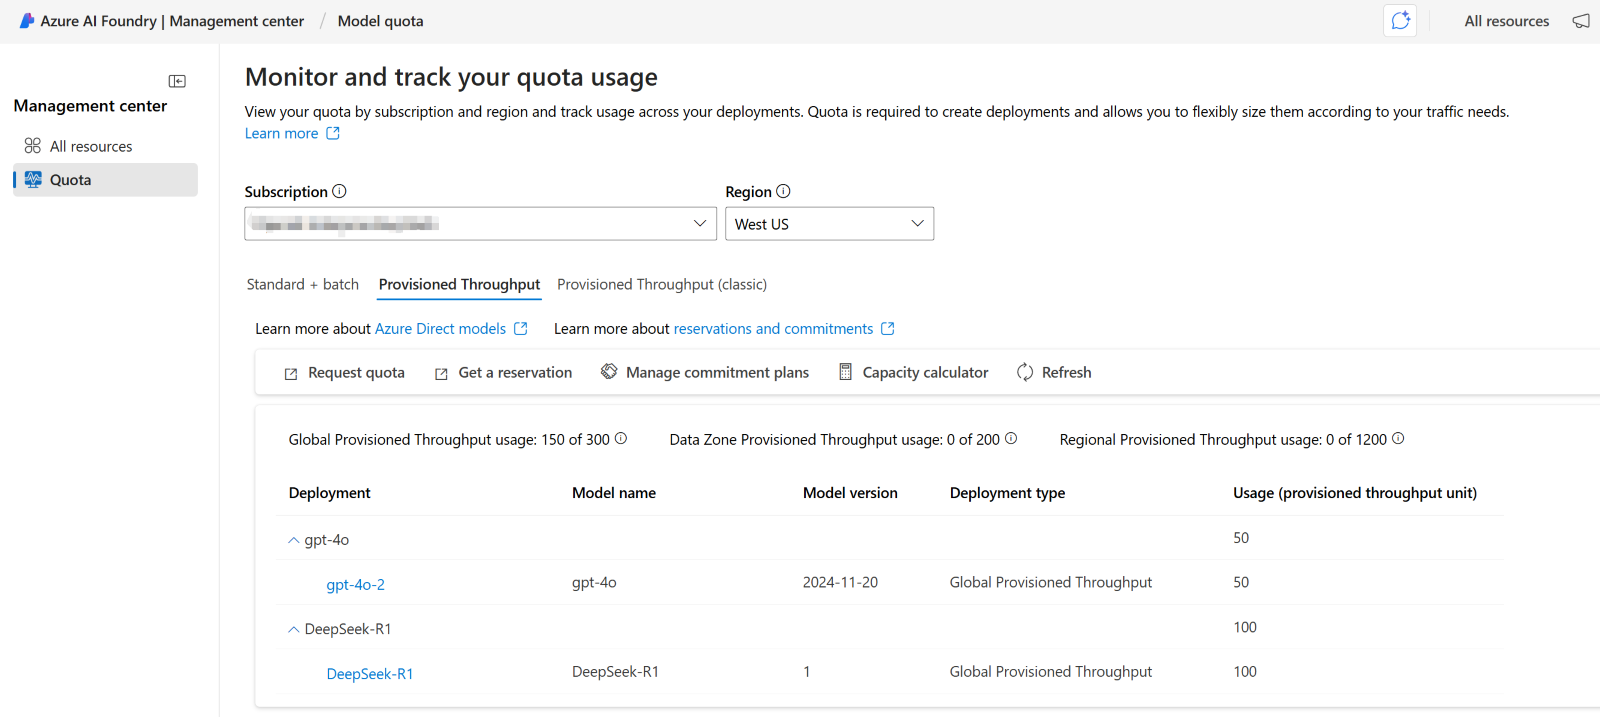 Azure AI Foundry | Management center / Model quota
All resources
Management center
All resources
Quota
Monitor and track your quota usage
View your quota by subscription and region and track usage across your deployments. Quota is required to create deployments and allows you to flexibly size them according to your traffic needs.
Learn more
Subscription
Region
West US
Standard + batch
Provisioned Throughput
Provisioned Throughput (classic)
Learn more about Azure Direct models
Learn more about reservations and commitments
Request quota
Get a reservation
Manage commitment plans
Capacity calculator
Refresh
Global Provisioned Throughput usage: 150 of 300
Data Zone Provisioned Throughput usage: 0 of 200
Regional Provisioned Throughput usage: 0 of 1200
Deployment Model name Model version Deployment type Usage (provisioned throughput unit)
gpt-4o 50
gpt-4o-2 gpt-4o 2024-11-20 Global Provisioned Throughput 50
DeepSeek-R1 100
DeepSeek-R1 DeepSeek-R1 1 Global Provisioned Throughput 100